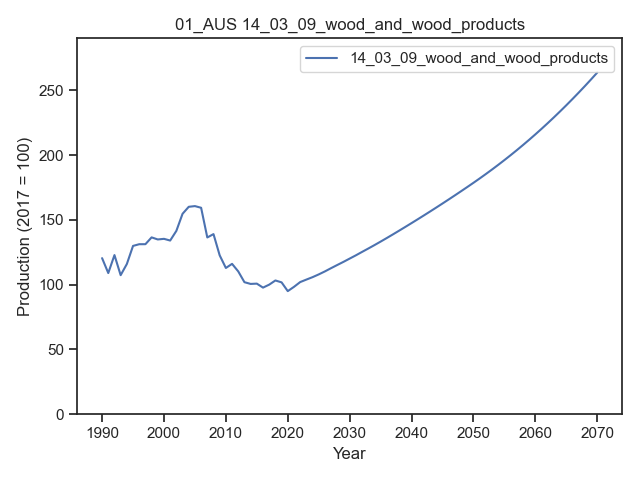 01_AUS 14_03_09_wood_and_wood_products
14_03_09_wood_and_wood_products
Production (2017 = 100)
250
200
150
100
50
0
1990 2000 2010 2020 2030 2040 2050 2060 2070
Year